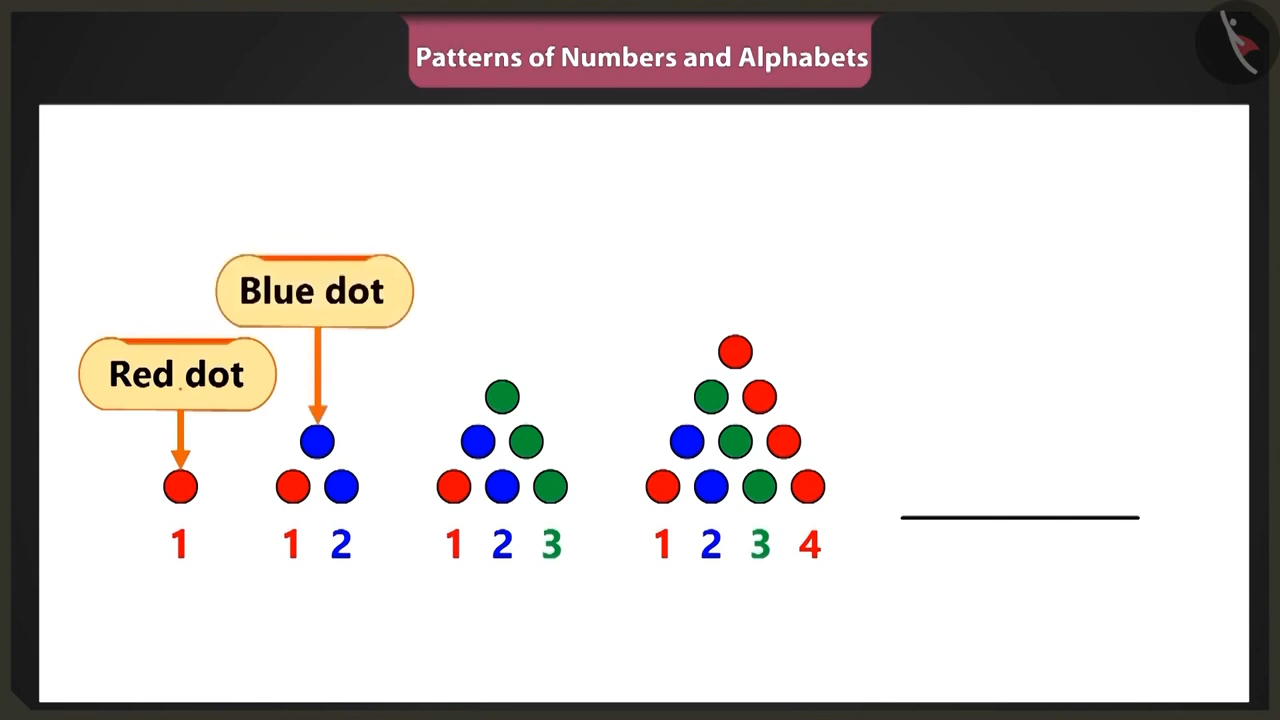 Patterns of Numbers and Alphabets
Blue dot
Red dot
1 1 2 1 2 3 1 2 3 4